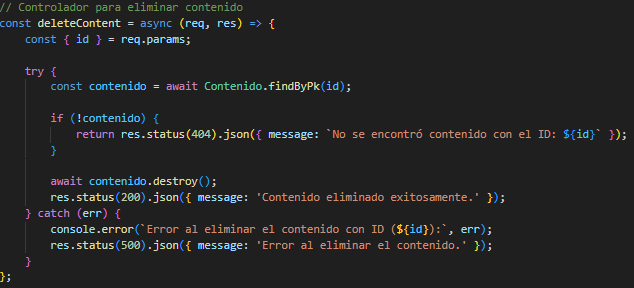 // Controlador para eliminar contenido
const deleteContent = async (req, res) => {
    const { id } = req.params;

    try {
        const contenido = await Contenido.findByPk(id);

        if (!contenido) {
            return res.status(404).json({ message: `No se encontró contenido con el ID: ${id}` });
        }

        await contenido.destroy();
        res.status(200).json({ message: 'Contenido eliminado exitosamente.' });
    } catch (err) {
        console.error(`Error al eliminar el contenido con ID (${id}):`, err);
        res.status(500).json({ message: 'Error al eliminar el contenido.' });
    }
};